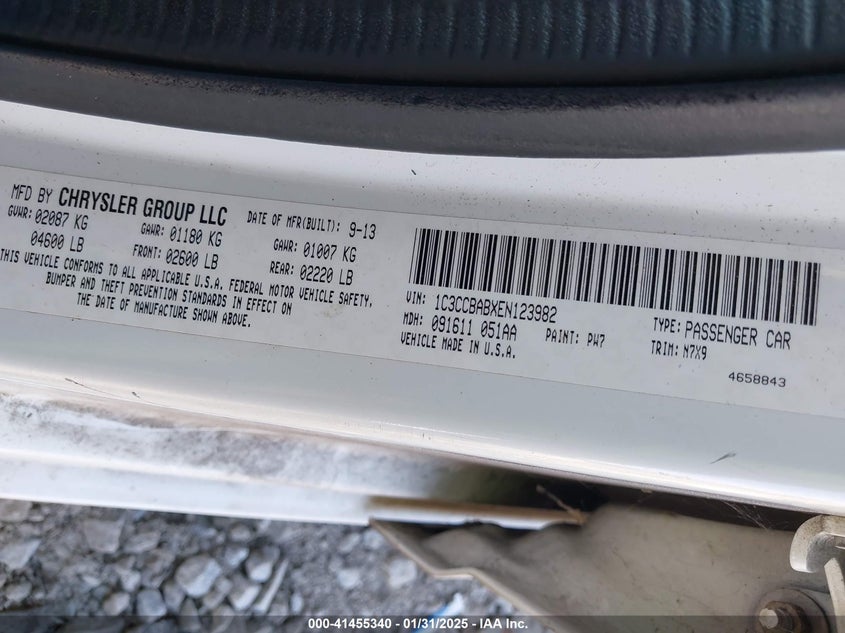 MFD BY CHRYSLER GROUP LLC
DATE OF MFR(BUILT): 9-13
GVWR: 02087 KG
04600 LB
GAWR: 01180 KG
FRONT: 02600 LB
GAWR: 01007 KG
REAR: 02220 LB
THIS VEHICLE CONFORMS TO ALL APPLICABLE U.S.A. FEDERAL MOTOR VEHICLE SAFETY,
BUMPER AND THEFT PREVENTION STANDARDS IN EFFECT ON
THE DATE OF MANUFACTURE SHOWN ABOVE.
VIN: 1C3CCBABXEN123982
TYPE: PASSENGER CAR
MDH: 091611 051AA
PAINT: PW7
TRIM: N7X9
VEHICLE MADE IN U.S.A.
4658843
000-41455340 - 01/31/2025 - IAA Inc.